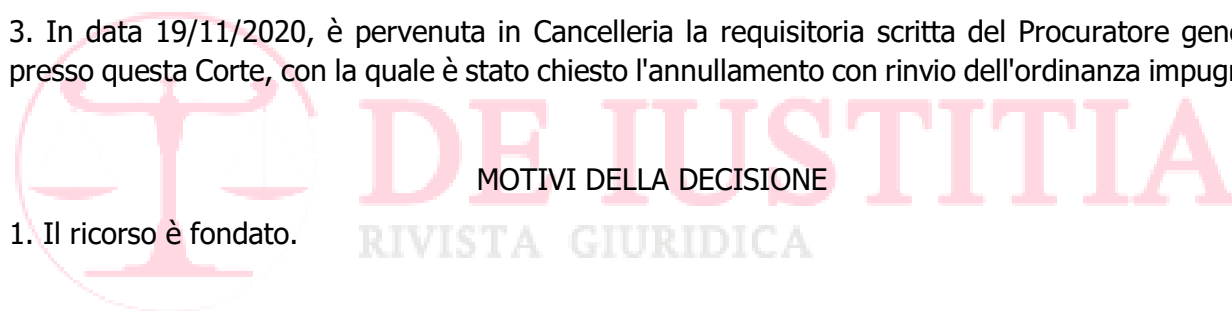 3. In data 19/11/2020, è pervenuta in Cancelleria la requisitoria scritta del Procuratore gene
presso questa Corte, con la quale è stato chiesto l'annullamento con rinvio dell'ordinanza impug
DE IUSTITIA
MOTIVI DELLA DECISIONE
1. Il ricorso è fondato.
RIVISTA GIURIDICA